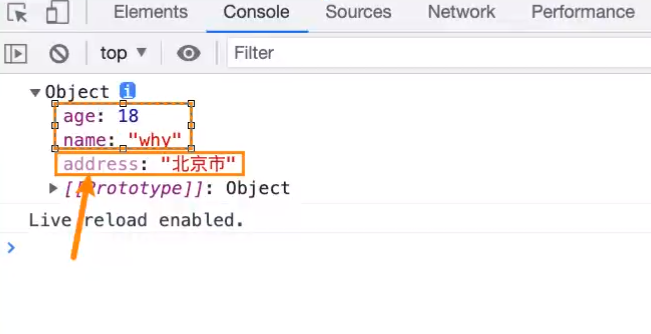 Elements Console Sources Network Performance
top ▼ Filter
▼Object i
age: 18
name: "why"
address: "北京市"
▶[[Prototype]]: Object
Live reload enabled.
>